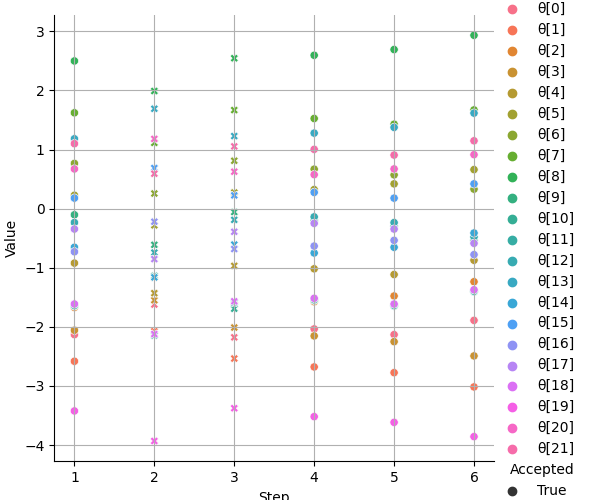 3
2
1
0
−1
−2
−3
−4
Value
1 2 3 4 5 6
Step
θ[0]
θ[1]
θ[2]
θ[3]
θ[4]
θ[5]
θ[6]
θ[7]
θ[8]
θ[9]
θ[10]
θ[11]
θ[12]
θ[13]
θ[14]
θ[15]
θ[16]
θ[17]
θ[18]
θ[19]
θ[20]
θ[21]
Accepted
True